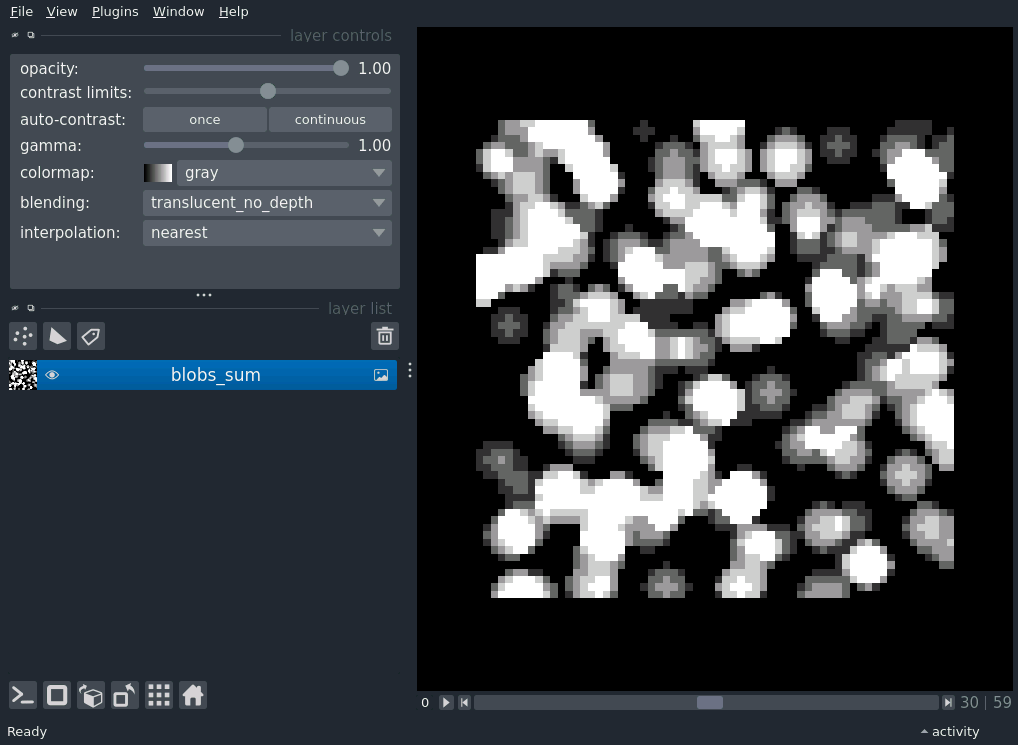 File View Plugins Window Help
layer controls
opacity: 1.00
contrast limits:
auto-contrast: once continuous
gamma: 1.00
colormap: gray
blending: translucent_no_depth
interpolation: nearest
layer list
blobs_sum
0 30 | 59
Ready activity